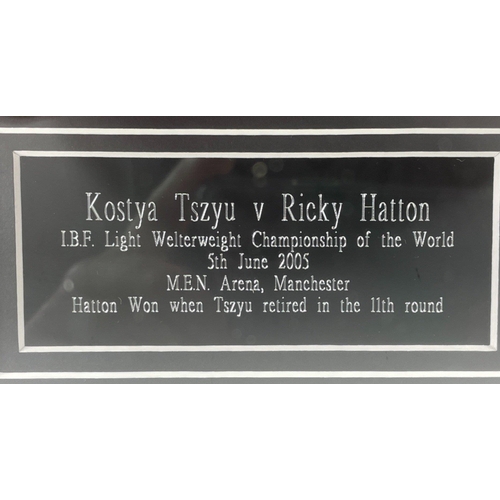 Kostya Tszyu v Ricky Hatton
I.B.F. Light Welterweight Championship of the World
5th June 2005
M.E.N. Arena, Manchester
Hatton Won when Tszyu retired in the 11th round